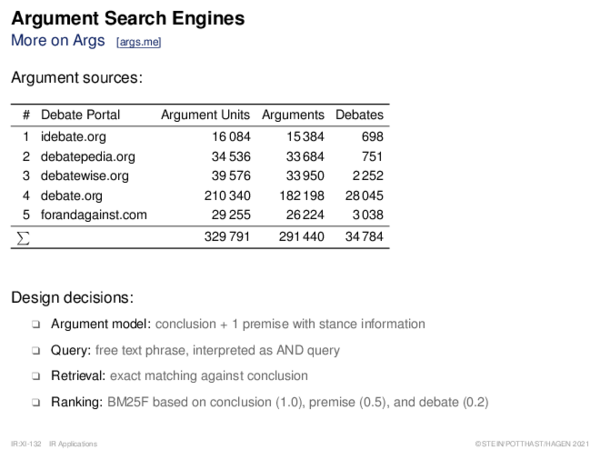 Argument Search Engines
More on Args [args.me]
Argument sources:
# Debate Portal Argument Units Arguments Debates
1 idebate.org 16 084 15 384 698
2 debatepedia.org 34 536 33 684 751
3 debatewise.org 39 576 33 950 2 252
4 debate.org 210 340 182 198 28 045
5 forandagainst.com 29 255 26 224 3 038
∑ 329 791 291 440 34 784
Design decisions:
❏ Argument model: conclusion + 1 premise with stance information
❏ Query: free text phrase, interpreted as AND query
❏ Retrieval: exact matching against conclusion
❏ Ranking: BM25F based on conclusion (1.0), premise (0.5), and debate (0.2)
IR:XI-132 IR Applications ©STEIN/POTTHAST/HAGEN 2021